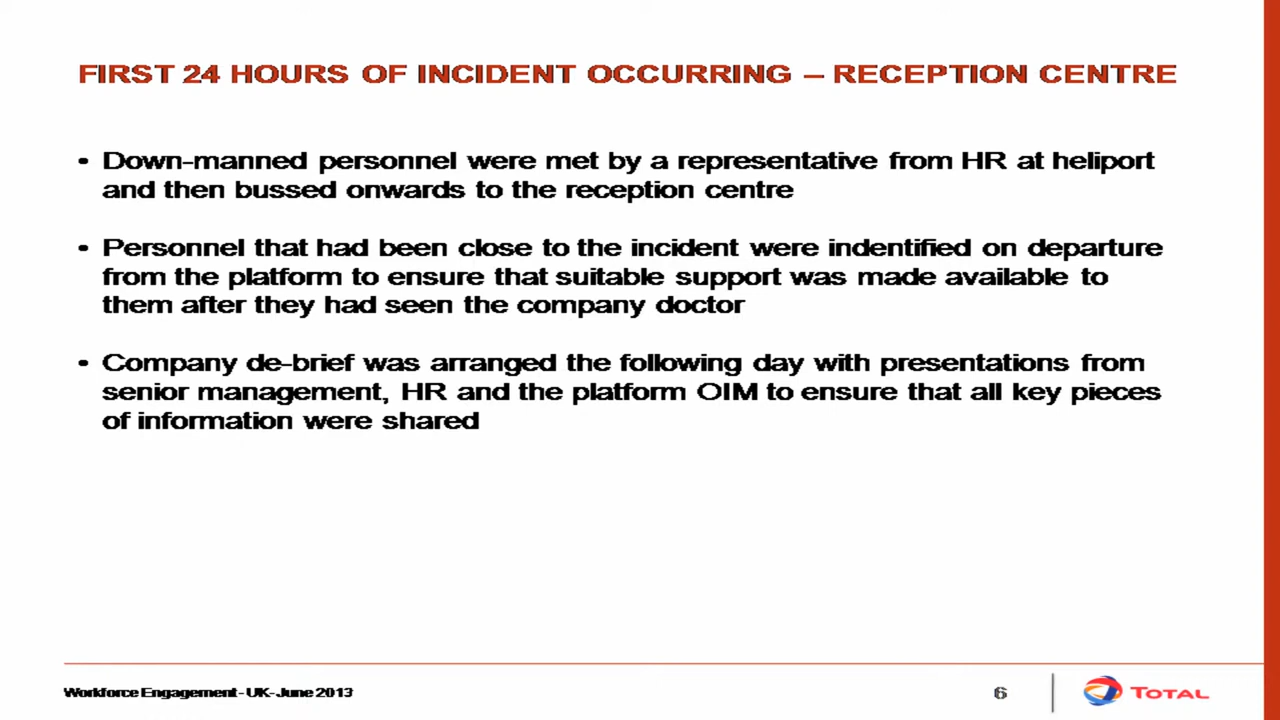 FIRST 24 HOURS OF INCIDENT OCCURRING – RECEPTION CENTRE
• Down-manned personnel were met by a representative from HR at heliport
and then bussed onwards to the reception centre
• Personnel that had been close to the incident were indentified on departure
from the platform to ensure that suitable support was made available to
them after they had seen the company doctor
• Company de-brief was arranged the following day with presentations from
senior management, HR and the platform OIM to ensure that all key pieces
of information were shared
Workforce Engagement - UK- June 2013
6
TOTAL